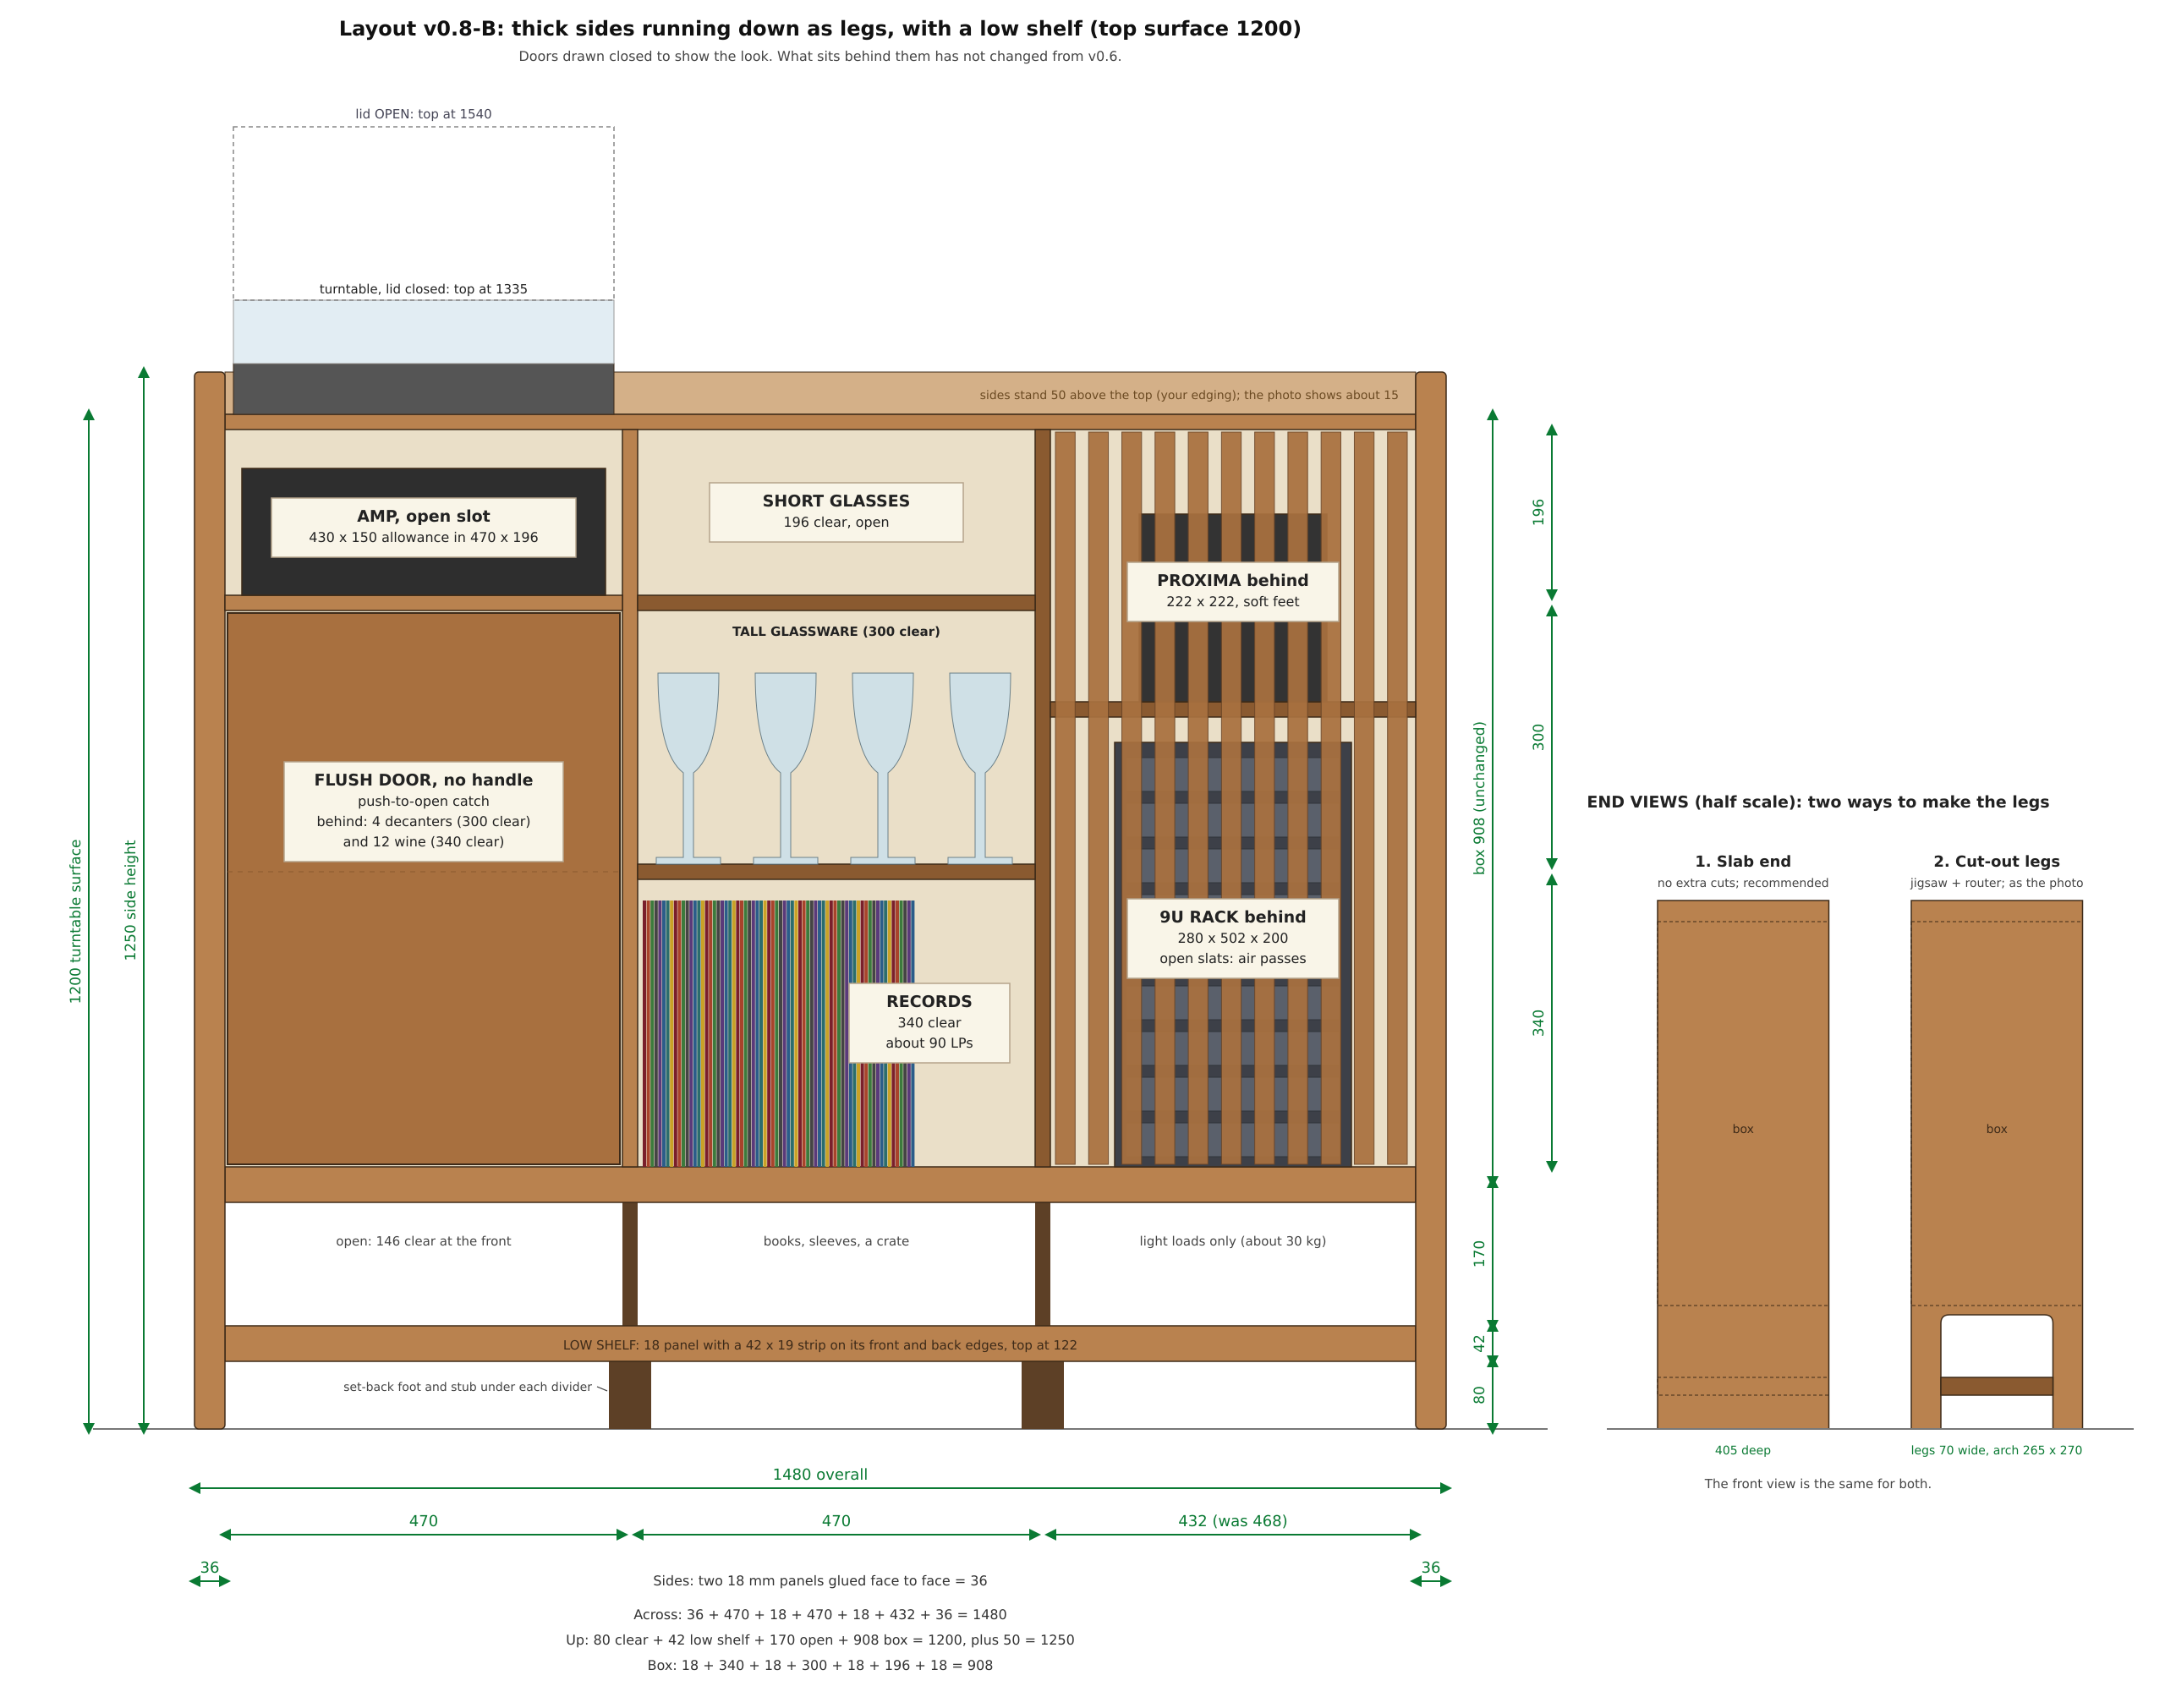 Layout v0.8-B: thick sides running down as legs, with a low shelf (top surface 1200)
Doors drawn closed to show the look. What sits behind them has not changed from v0.6.
lid OPEN: top at 1540
turntable, lid closed: top at 1335
sides stand 50 above the top (your edging); the photo shows about 15
AMP, open slot
430 x 150 allowance in 470 x 196
SHORT GLASSES
196 clear, open
PROXIMA behind
222 x 222, soft feet
TALL GLASSWARE (300 clear)
FLUSH DOOR, no handle
push-to-open catch
behind: 4 decanters (300 clear)
and 12 wine (340 clear)
9U RACK behind
280 x 502 x 200
open slats: air passes
RECORDS
340 clear
about 90 LPs
1200 turntable surface
1250 side height
box 908 (unchanged)
196
300
340
170
42
80
open: 146 clear at the front
books, sleeves, a crate
light loads only (about 30 kg)
LOW SHELF: 18 panel with a 42 x 19 strip on its front and back edges, top at 122
set-back foot and stub under each divider
END VIEWS (half scale): two ways to make the legs
1. Slab end
no extra cuts; recommended
box
405 deep
2. Cut-out legs
jigsaw + router; as the photo
box
legs 70 wide, arch 265 x 270
The front view is the same for both.
1480 overall
470
470
432 (was 468)
36
36
Sides: two 18 mm panels glued face to face = 36
Across: 36 + 470 + 18 + 470 + 18 + 432 + 36 = 1480
Up: 80 clear + 42 low shelf + 170 open + 908 box = 1200, plus 50 = 1250
Box: 18 + 340 + 18 + 300 + 18 + 196 + 18 = 908